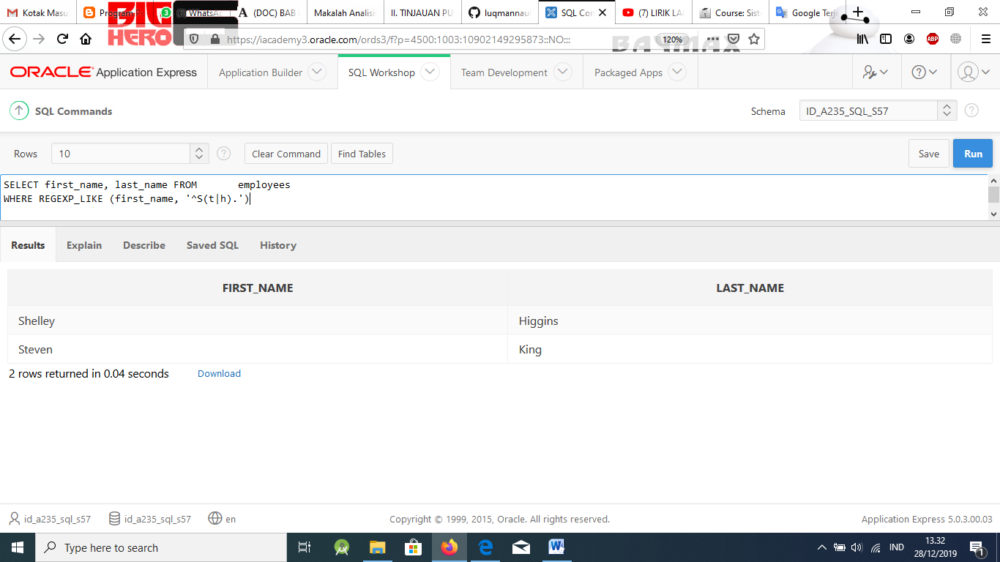 Kotak Masu Program Pa 3 WhatsA (DOC) BAB Makalah Analisi II. TINJAUAN PU luqmannau SQL Cor (7) LIRIK LA Course: Sist Google Terj
BIG
HERO
https://iacademy3.oracle.com/ords3/f?p=4500:1003:10902149295873::NO::: 120% ABP
BAYMAX
ORACLE Application Express Application Builder SQL Workshop Team Development Packaged Apps
SQL Commands Schema ID_A235_SQL_S57
Rows 10 Clear Command Find Tables Save Run
SELECT first_name, last_name FROM employees
WHERE REGEXP_LIKE (first_name, '^S(t|h).')
Results Explain Describe Saved SQL History
FIRST_NAME LAST_NAME
Shelley Higgins
Steven King
2 rows returned in 0.04 seconds Download
id_a235_sql_s57 id_a235_sql_s57 en Copyright © 1999, 2015, Oracle. All rights reserved. Application Express 5.0.3.00.03
Type here to search IND 13.32
28/12/2019 1